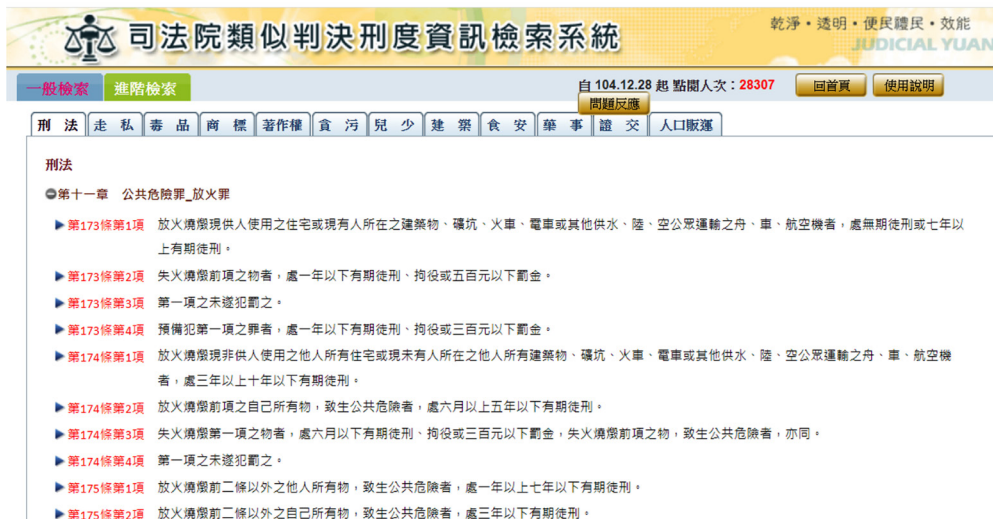 司法院類似判決刑度資訊檢索系統
乾淨・透明・便民禮民・效能
JUDICIAL YUAN
一般檢索 進階檢索 自 104.12.28 起 點閱人次：28307 回首頁 使用說明
問題反應
刑 法 走 私 毒 品 商 標 著作權 貪 污 兒 少 建 築 食 安 藥 事 證 交 人口販運
刑法
第十一章 公共危險罪_放火罪
第173條第1項 放火燒燬現供人使用之住宅或現有人所在之建築物、礦坑、火車、電車或其他供水、陸、空公眾運輸之舟、車、航空機者，處無期徒刑或七年以
上有期徒刑。
第173條第2項 失火燒燬前項之物者，處一年以下有期徒刑、拘役或五百元以下罰金。
第173條第3項 第一項之未遂犯罰之。
第173條第4項 預備犯第一項之罪者，處一年以下有期徒刑、拘役或三百元以下罰金。
第174條第1項 放火燒燬現非供人使用之他人所有住宅或現未有人所在之他人所有建築物、礦坑、火車、電車或其他供水、陸、空公眾運輸之舟、車、航空機
者，處三年以上十年以下有期徒刑。
第174條第2項 放火燒燬前項之自己所有物，致生公共危險者，處六月以上五年以下有期徒刑。
第174條第3項 失火燒燬第一項之物者，處六月以下有期徒刑、拘役或三百元以下罰金，失火燒燬前項之物，致生公共危險者，亦同。
第174條第4項 第一項之未遂犯罰之。
第175條第1項 放火燒燬前二條以外之他人所有物，致生公共危險者，處一年以上七年以下有期徒刑。
第175條第2項 放火燒燬前二條以外之自己所有物，致生公共危險者，處三年以下有期徒刑。